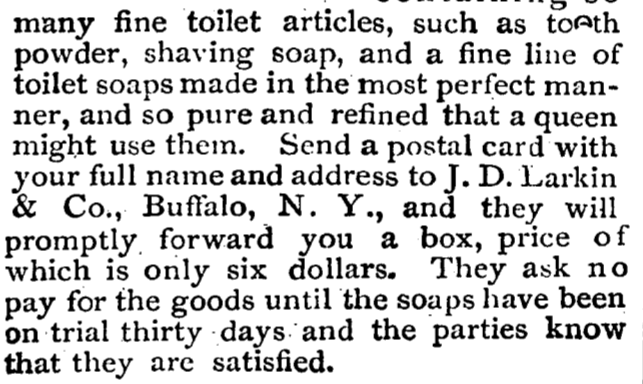 many fine toilet articles, such as tooth
powder, shaving soap, and a fine line of
toilet soaps made in the most perfect man-
ner, and so pure and refined that a queen
might use them. Send a postal card with
your full name and address to J. D. Larkin
& Co., Buffalo, N. Y., and they will
promptly forward you a box, price of
which is only six dollars. They ask no
pay for the goods until the soaps have been
on trial thirty days and the parties know
that they are satisfied.